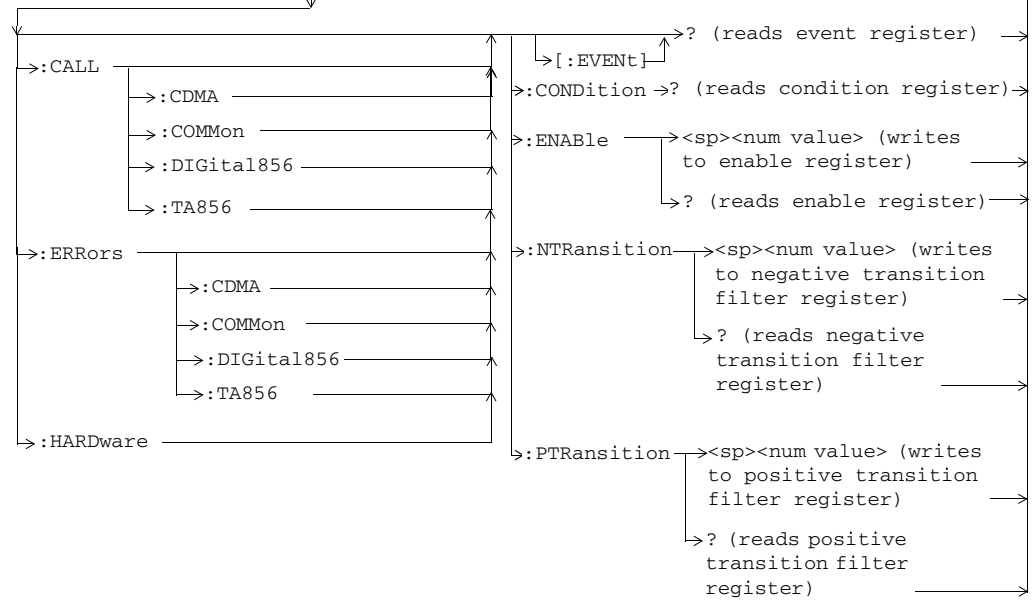 :CALL
:CDMA
:COMMon
:DIGital856
:TA856
:ERRors
:CDMA
:COMMon
:DIGital856
:TA856
:HARDware
? (reads event register)
[:EVENt]
:CONDition ? (reads condition register)
:ENABle <sp><num value> (writes
to enable register)
? (reads enable register)
:NTRansition <sp><num value> (writes
to negative transition
filter register)
? (reads negative
transition filter
register)
:PTRansition <sp><num value> (writes
to positive transition
filter register)
? (reads positive
transition filter
register)